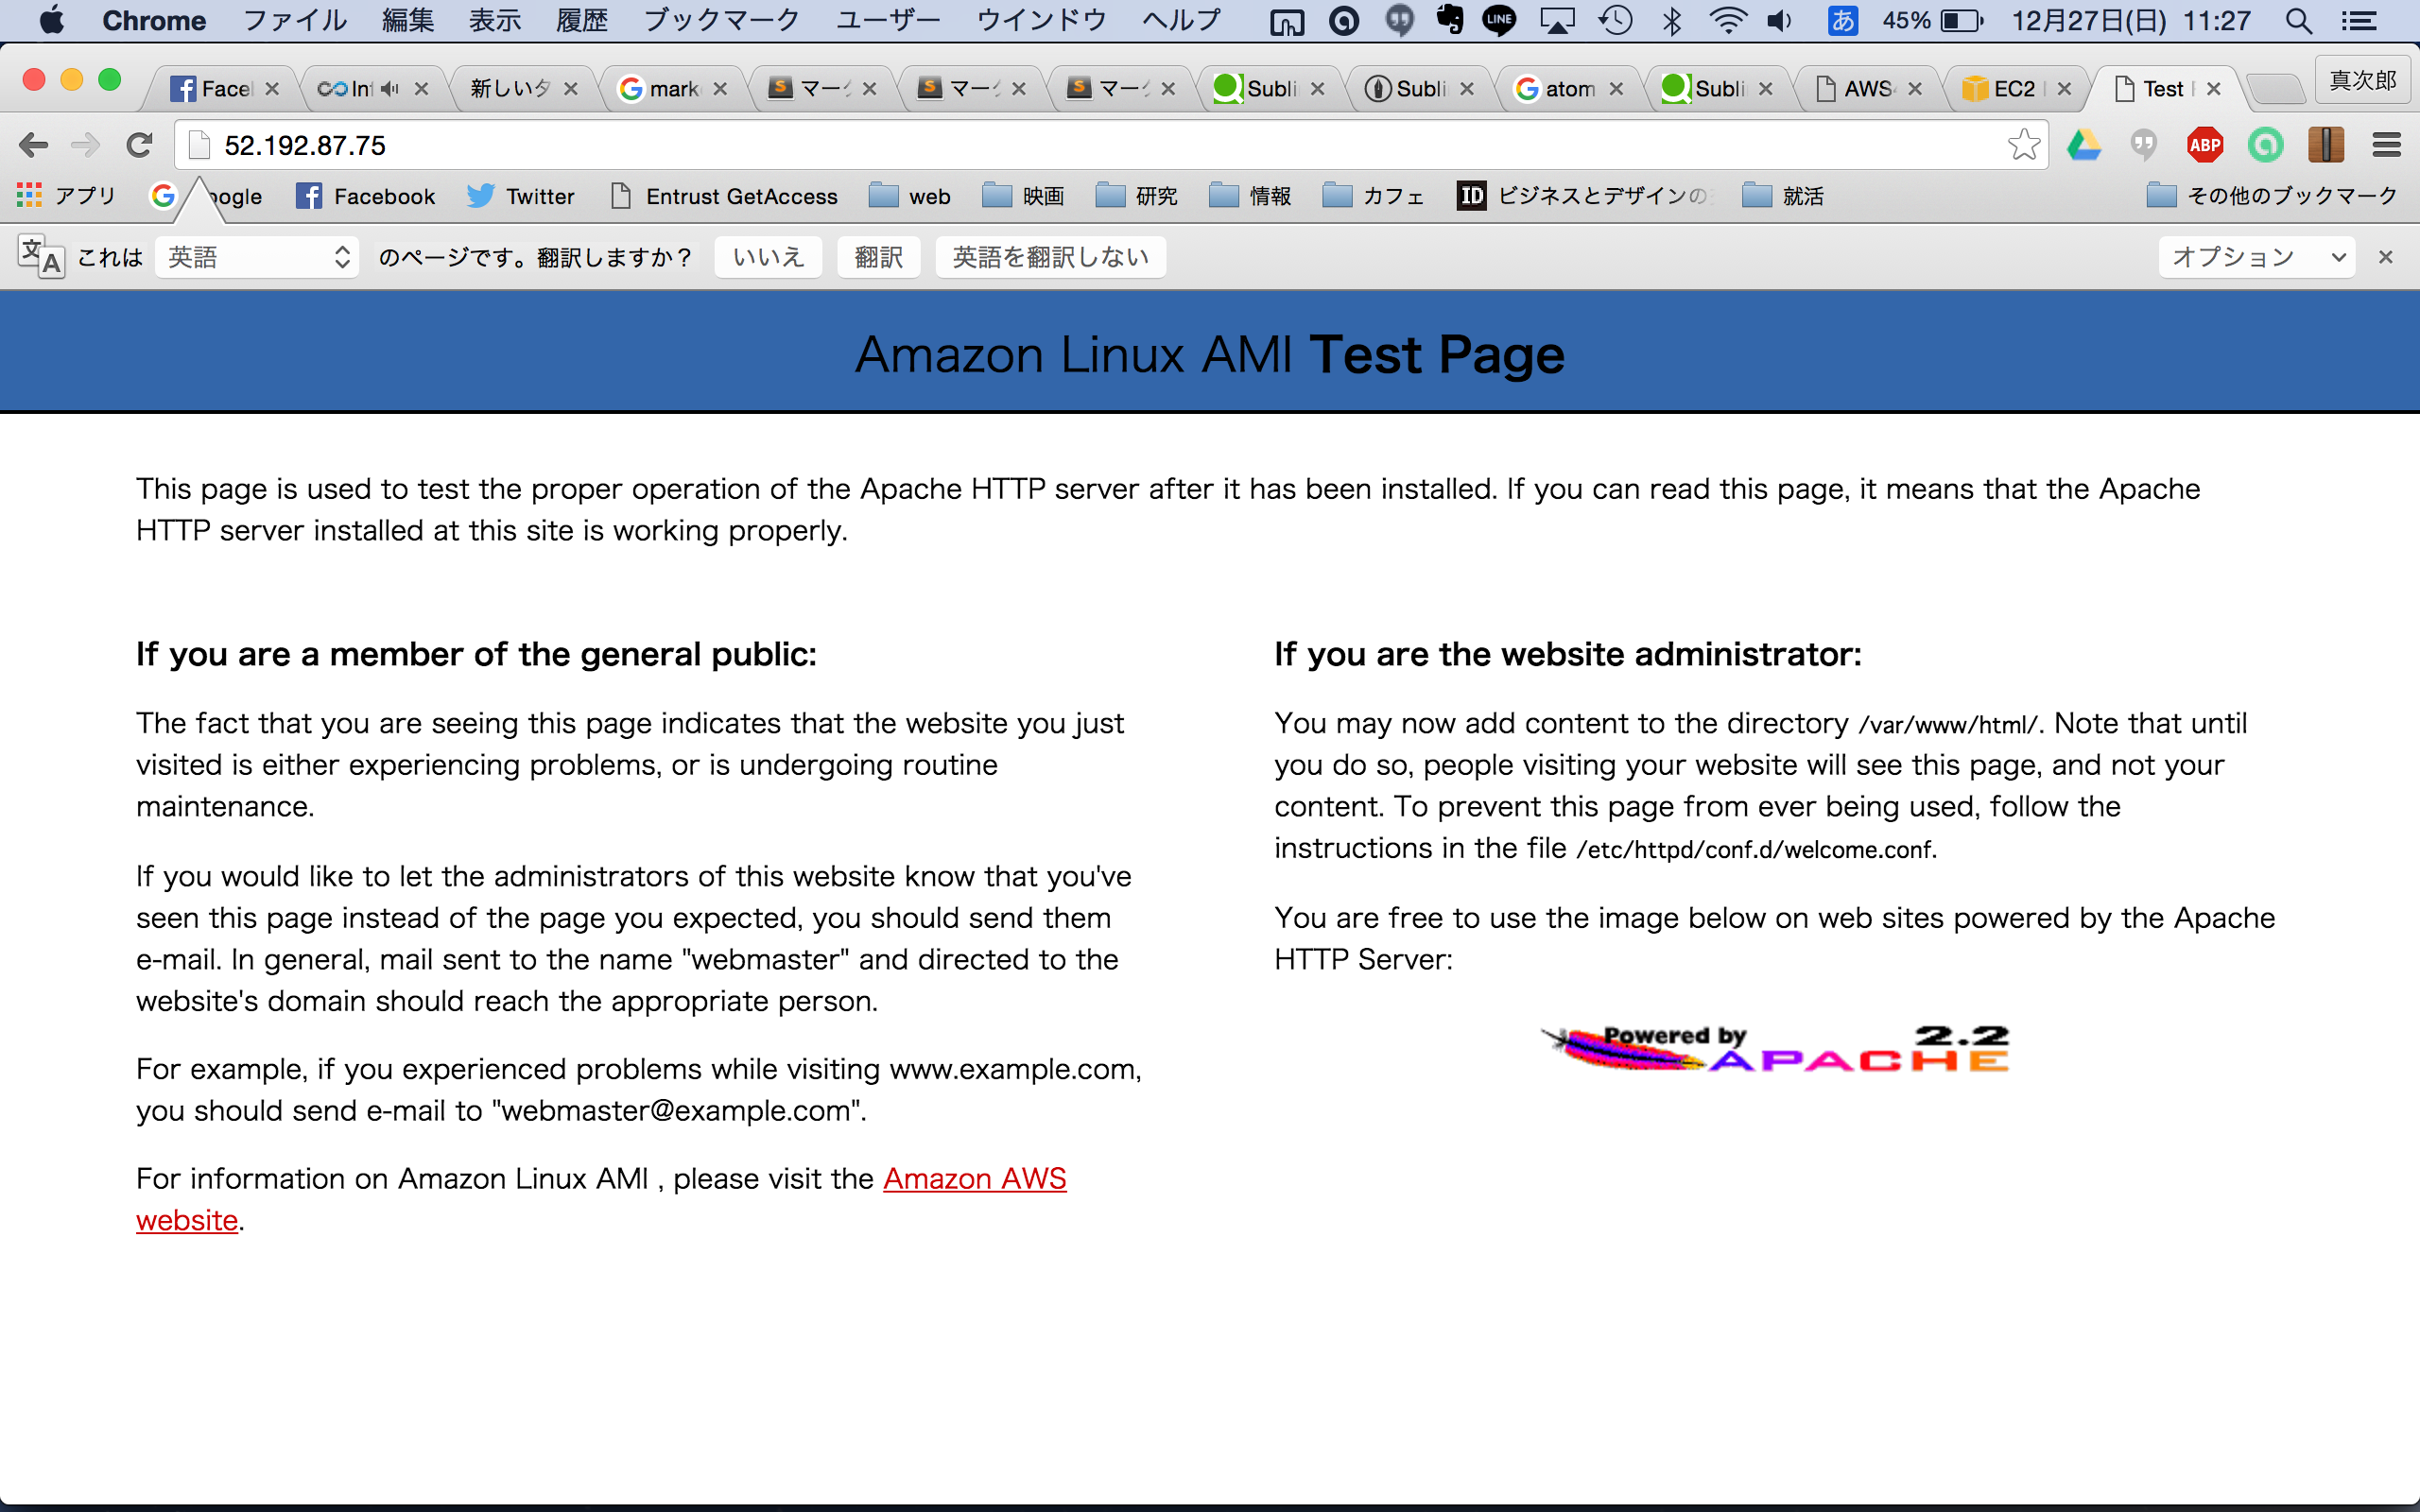 Chrome ファイル 編集 表示 履歴 ブックマーク ユーザー ウインドウ ヘルプ LINE あ 45% 12月27日(日) 11:27
Facel Inf 新しいタ mark マーク マーク マーク Subli Subli atom Subli AWS EC2 Test 真次郎
52.192.87.75 ABP
アプリ Google Facebook Twitter Entrust GetAccess web 映画 研究 情報 カフェ ID ビジネスとデザインの 就活 その他のブックマーク
文A これは 英語 のページです。翻訳しますか？ いいえ 翻訳 英語を翻訳しない オプション
Amazon Linux AMI Test Page
This page is used to test the proper operation of the Apache HTTP server after it has been installed. If you can read this page, it means that the Apache
HTTP server installed at this site is working properly.
If you are a member of the general public:
The fact that you are seeing this page indicates that the website you just
visited is either experiencing problems, or is undergoing routine
maintenance.
If you would like to let the administrators of this website know that you've
seen this page instead of the page you expected, you should send them
e-mail. In general, mail sent to the name "webmaster" and directed to the
website's domain should reach the appropriate person.
For example, if you experienced problems while visiting www.example.com,
you should send e-mail to "webmaster@example.com".
For information on Amazon Linux AMI , please visit the Amazon AWS
website.
If you are the website administrator:
You may now add content to the directory /var/www/html/. Note that until
you do so, people visiting your website will see this page, and not your
content. To prevent this page from ever being used, follow the
instructions in the file /etc/httpd/conf.d/welcome.conf.
You are free to use the image below on web sites powered by the Apache
HTTP Server:
Powered by 2.2
APACHE